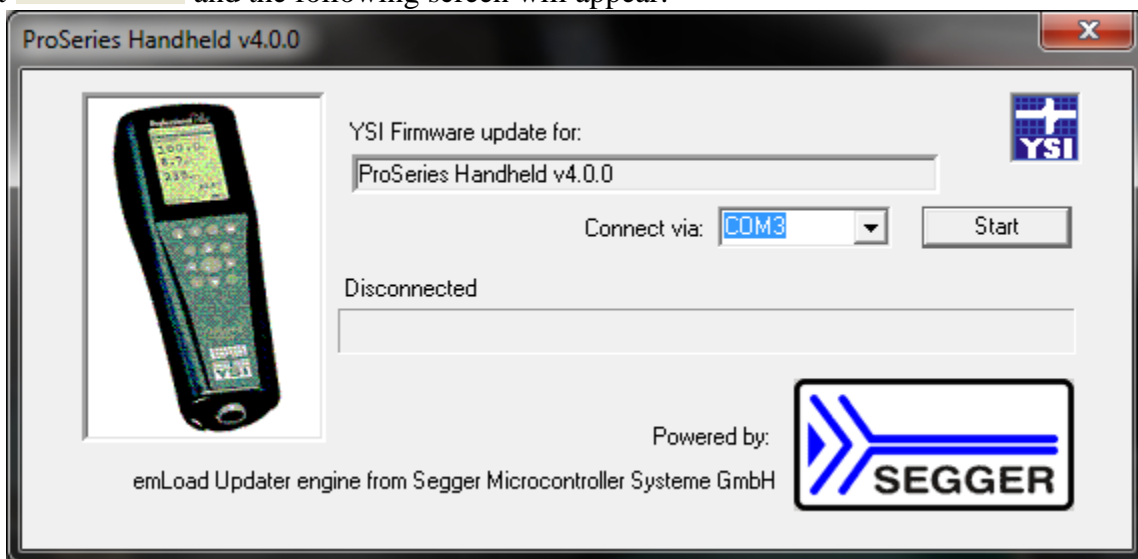 and the following screen will appear:
ProSeries Handheld v4.0.0
YSI Firmware update for:
YSI
ProSeries Handheld v4.0.0
Connect via: COM3 Start
Disconnected
Powered by:
emLoad Updater engine from Segger Microcontroller Systeme GmbH
SEGGER